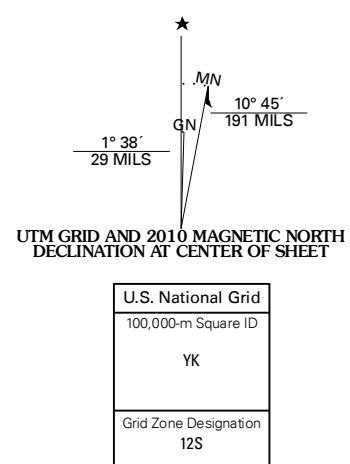 ★
MN
GN
10° 45´
191 MILS
1° 38´
29 MILS
UTM GRID AND 2010 MAGNETIC NORTH
DECLINATION AT CENTER OF SHEET
U.S. National Grid
100,000-m Square ID
YK
Grid Zone Designation
12S